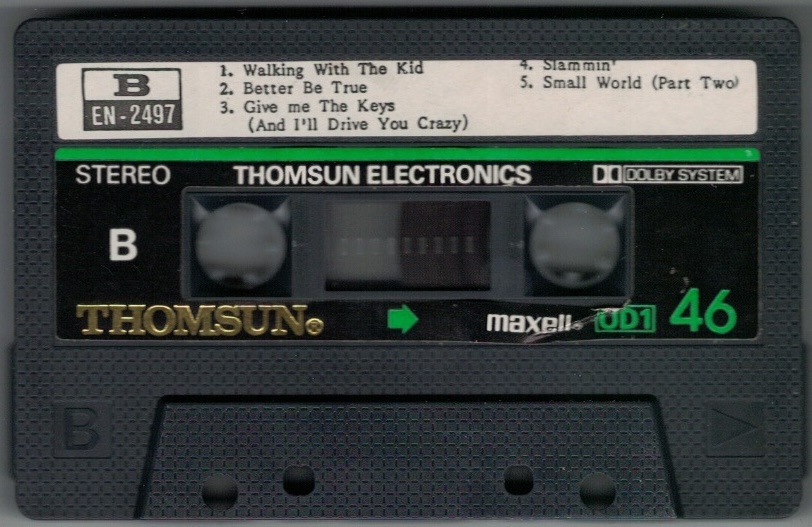 B
EN-2497
1. Walking With The Kid
2. Better Be True
3. Give me The Keys
(And I'll Drive You Crazy)
4. Slammin'
5. Small World (Part Two)
STEREO THOMSUN ELECTRONICS DOLBY SYSTEM
B
THOMSUN® maxell® UD1 46
B